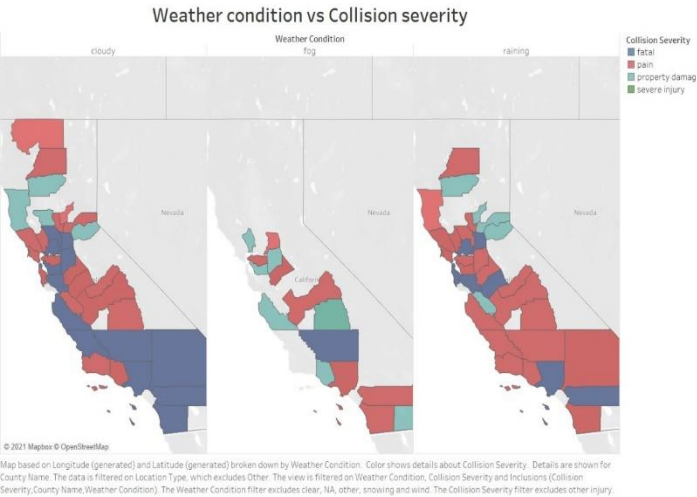 Weather condition vs Collision severity
Weather Condition
cloudy
fog
raining
Collision Severity
fatal
pain
property damag
severe injury
Nevada
Nevada
Nevada
Californ
© 2021 Mapbox © OpenStreetMap
Map based on Longitude (generated) and Latitude (generated) broken down by Weather Condition. Color shows details about Collision Severity. Details are shown for
County Name. The data is filtered on Location Type, which excludes Other. The view is filtered on Weather Condition, Collision Severity and Inclusions (Collision
Severity,County Name,Weather Condition). The Weather Condition filter excludes clear, NA, other, snowing and wind. The Collision Severity filter excludes other injury.